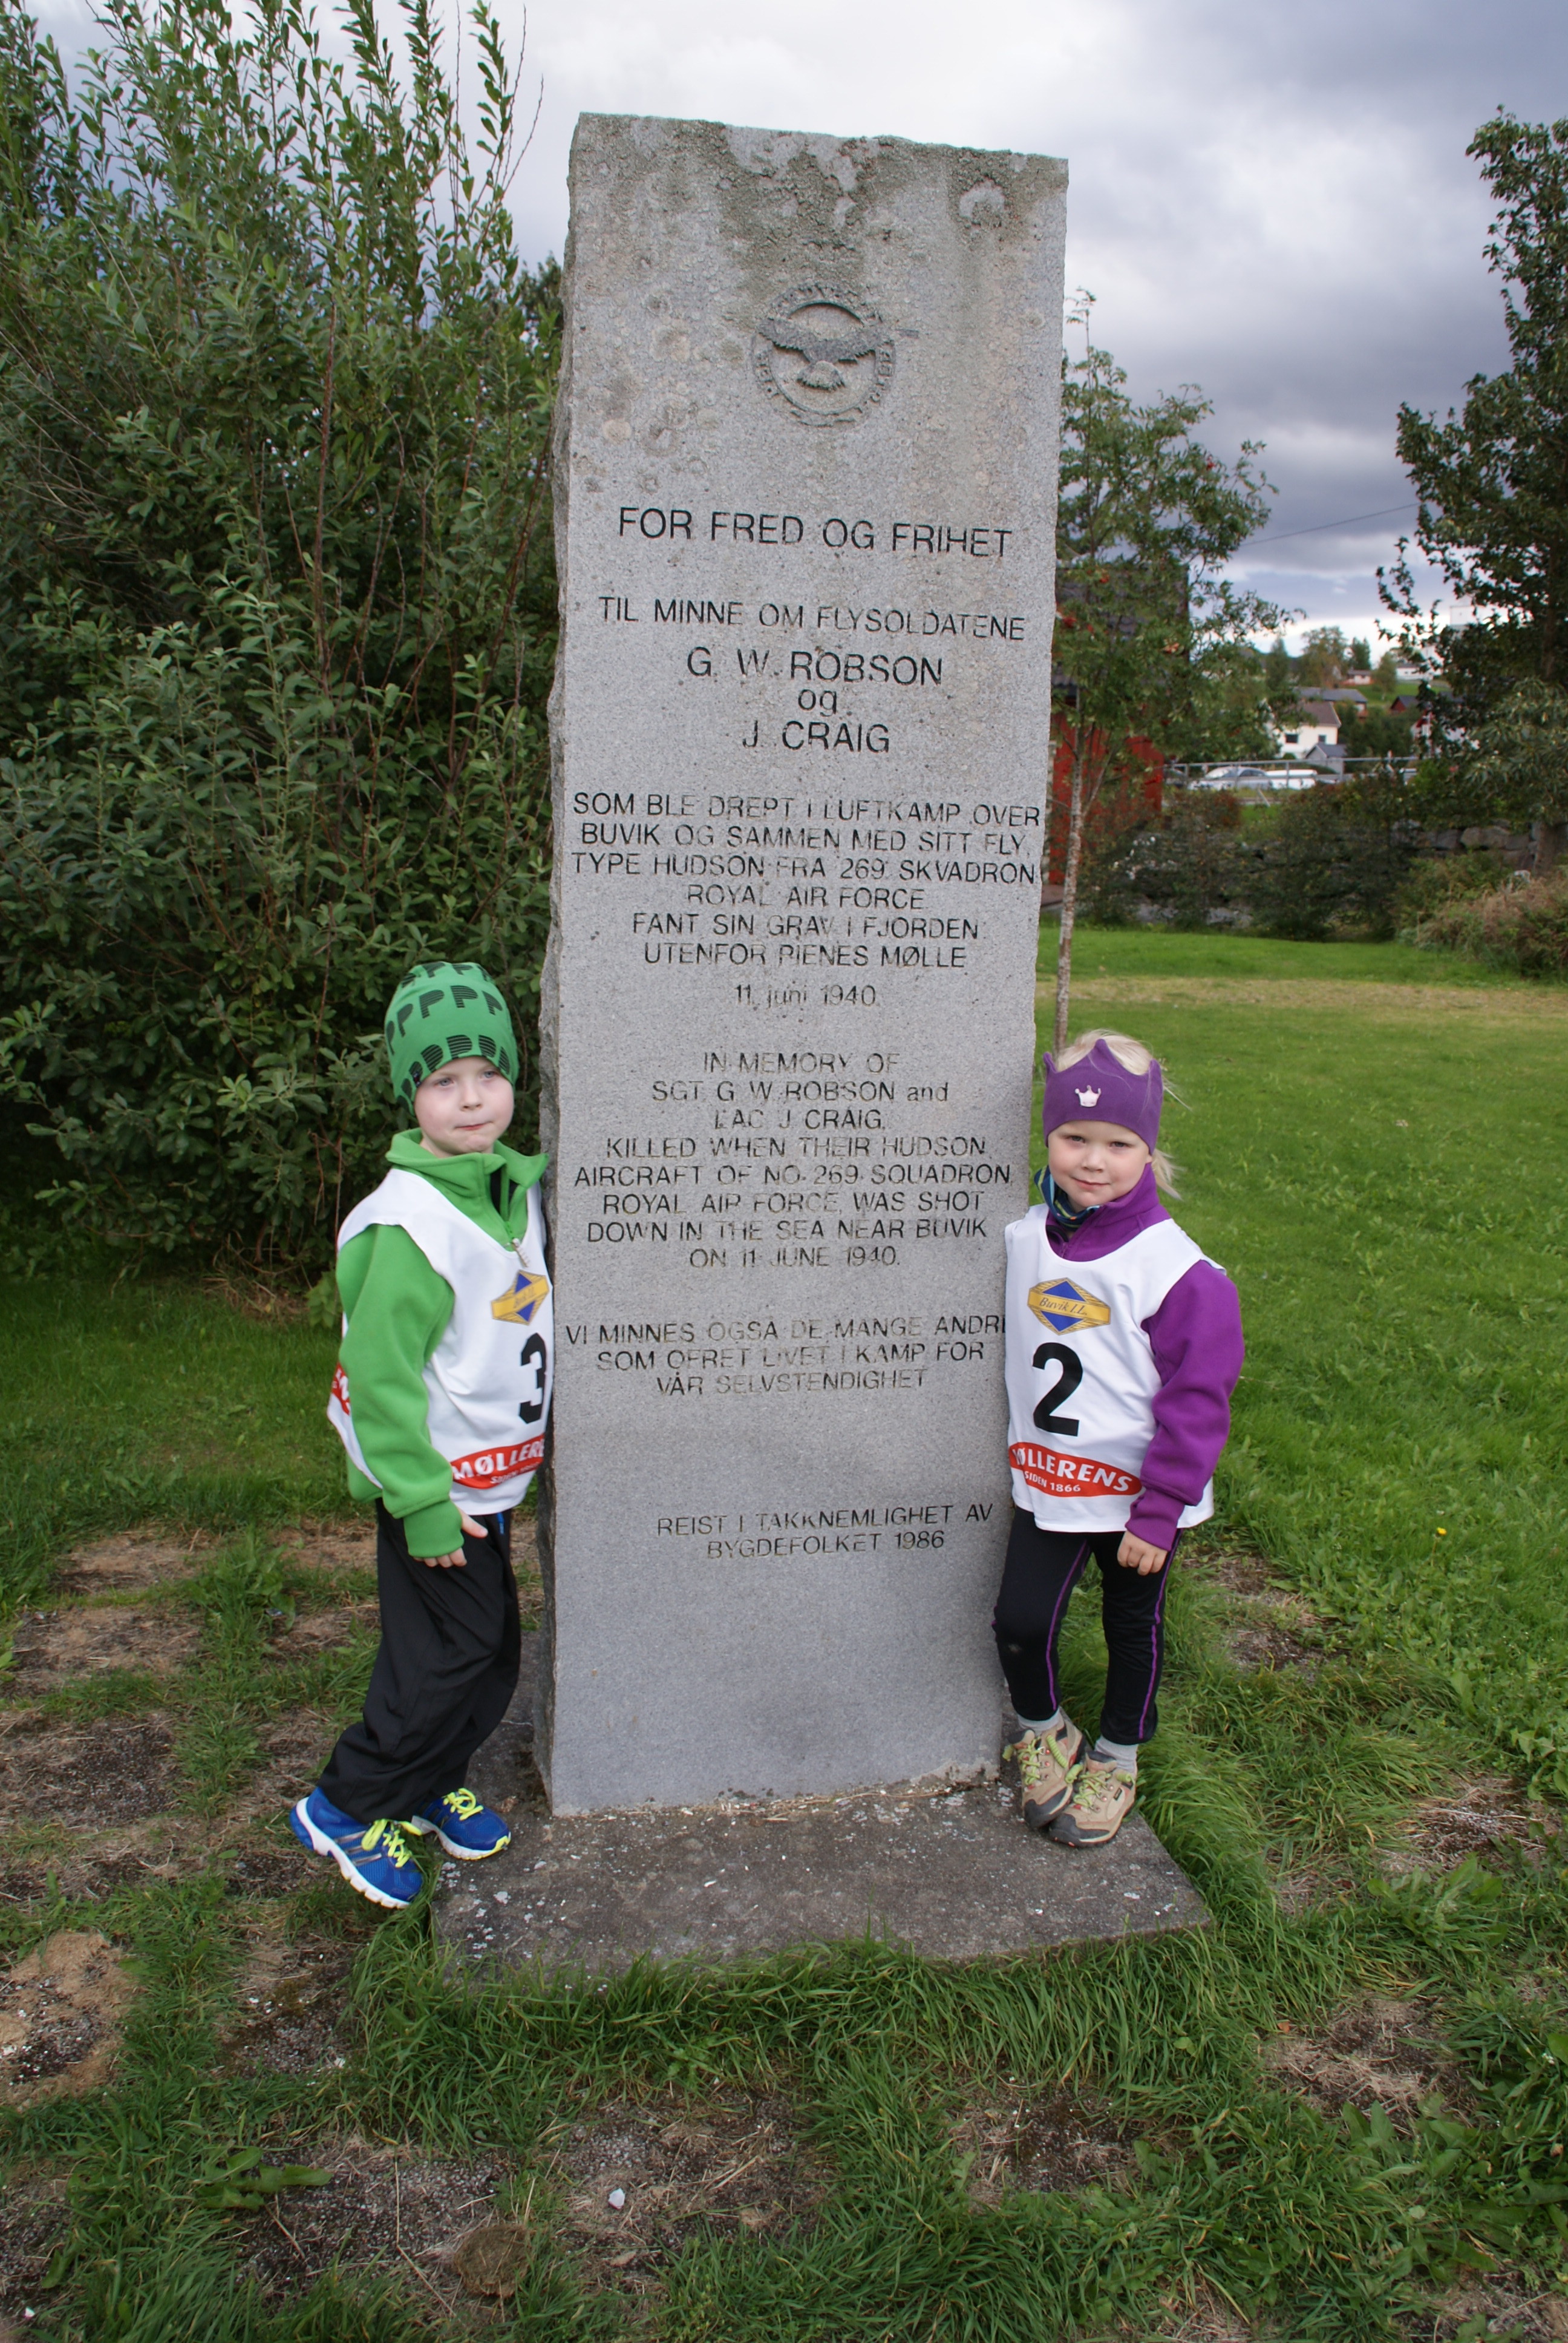 FOR FRED OG FRIHET
TIL MINNE OM FLYSOLDATENE
G. W. ROBSON
og
J. CRAIG
SOM BLE DREPT I LUFTKAMP OVER
BUVIK OG SAMMEN MED SITT FLY,
TYPE HUDSON FRA 269. SKVADRON
ROYAL AIR FORCE
FANT SIN GRAV I FJORDEN
UTENFOR PIENES MØLLE
11. juni 1940.
IN MEMORY OF
SGT. G. W. ROBSON and
LAC J. CRAIG,
KILLED WHEN THEIR HUDSON
AIRCRAFT OF NO. 269 SQUADRON,
ROYAL AIR FORCE, WAS SHOT
DOWN IN THE SEA NEAR BUVIK
ON 11 JUNE 1940.
VI MINNES OGSÅ DE MANGE ANDRE
SOM OFRET LIVET I KAMP FOR
VÅR SELVSTENDIGHET
REIST I TAKKNEMLIGHET AV
BYGDEFOLKET 1986
3
MØLLERE
SIDEN
Buvik I.L.
2
ØLLERENS
SIDEN 1866